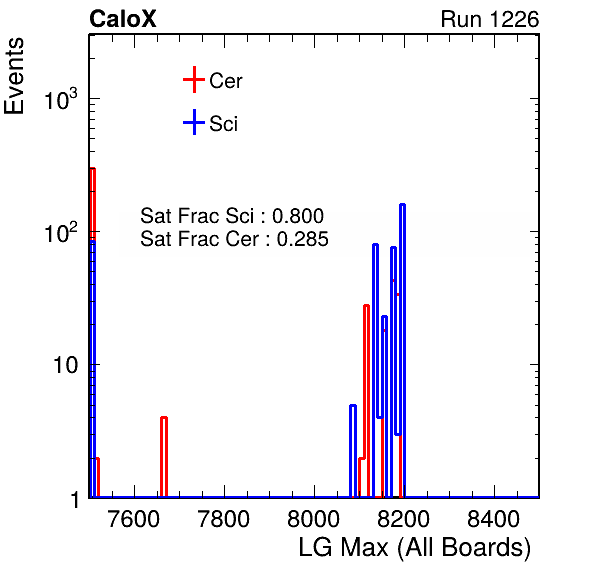 CaloX Run 1226
Events
Cer
Sci
Sat Frac Sci : 0.800
Sat Frac Cer : 0.285
10³
10²
10
1
7600 7800 8000 8200 8400
LG Max (All Boards)